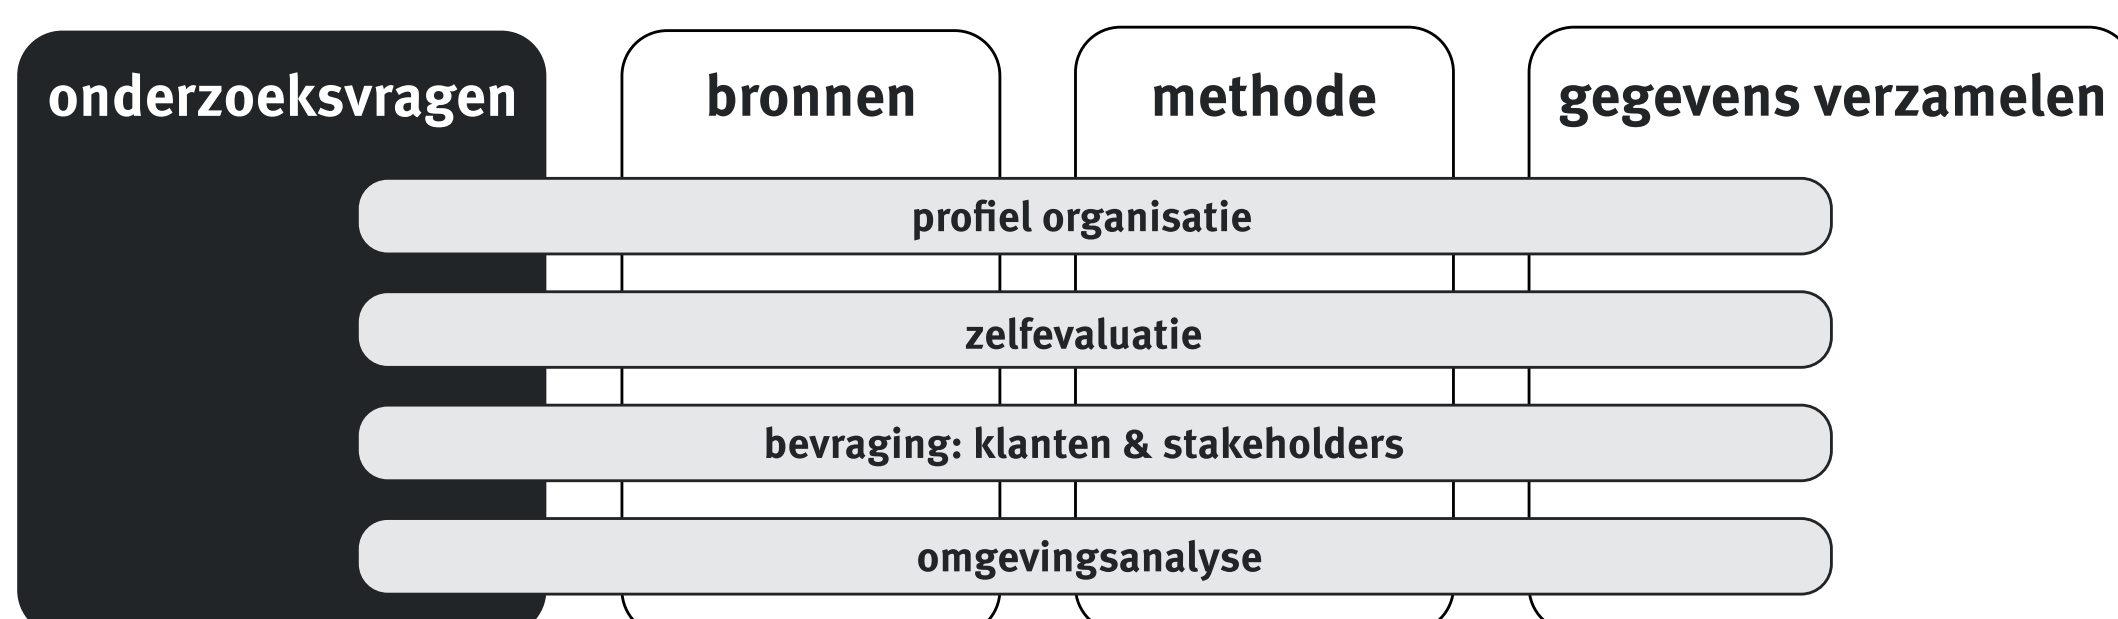 onderzoeksvragen
bronnen
methode
gegevens verzamelen
profiel organisatie
zelfevaluatie
bevraging: klanten & stakeholders
omgevingsanalyse